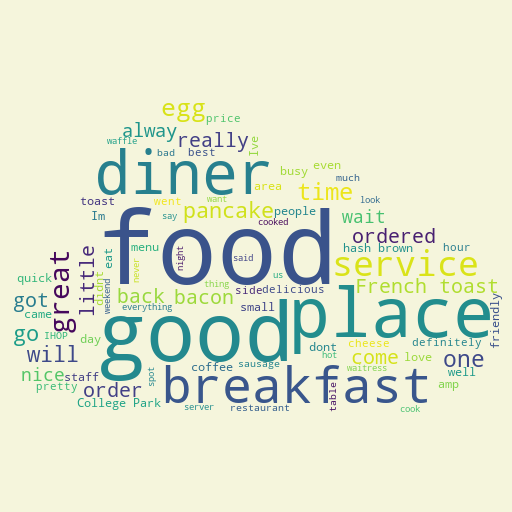 egg
price
alway
really
waffle
bad
best
Ive
diner
busy
even
toast
went
area
time
much
look
want
pancake
people
wait
Im
say
food
cooked
ordered
menu
hash brown
hour
great
little
eat
night
said
service
quick
got
didnt
weekend
never
back
bacon
thing
us
side
delicious
French toast
came
everything
small
good
place
friendly
go
IHOP
day
dont
definitely
will
nice
staff
spot
coffee
sausage
hot
cheese
come
love
one
well
pretty
order
breakfast
waitress
amp
College Park
server
restaurant
table
cook